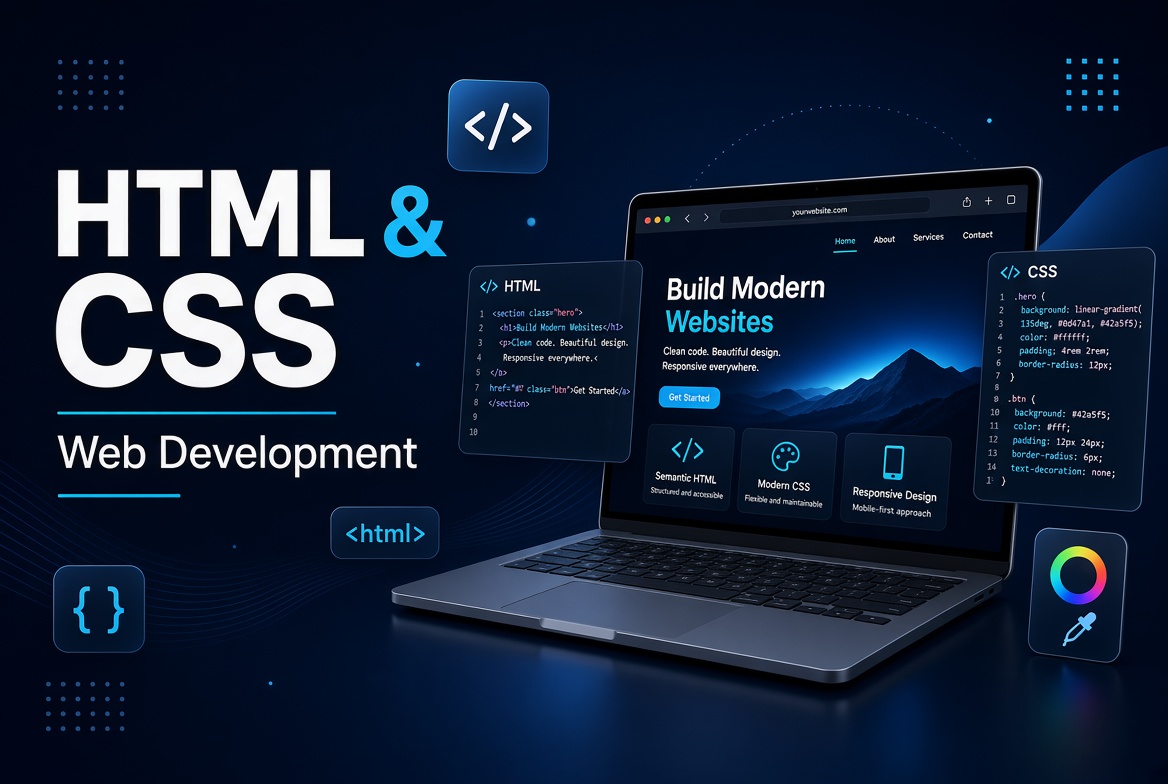 </>
HTML &
CSS
Web Development
<html>
{ }
</> HTML
1 <section class="hero">
2 <h1>Build Modern Websites</h1>
3 <p>Clean code. Beautiful design.
4 Responsive everywhere.<
5 </p>
7 href="#" class="btn">Get Started</a>
8 </section>
9
10
yourwebsite.com
Home About Services Contact
Build Modern
Websites
Clean code. Beautiful design.
Responsive everywhere.
Get Started
</>
Semantic HTML
Structured and accessible
Modern CSS
Flexible and maintainable
Responsive Design
Mobile-first approach
</> CSS
1 .hero {
2 background: linear-gradient(
3 135deg, #0d47a1, #42a5f5);
4 color: #ffffff;
5 padding: 4rem 2rem;
6 border-radius: 12px;
7 }
8 .btn {
10 background: #42a5f5;
11 color: #fff;
12 padding: 12px 24px;
13 border-radius: 6px;
14 text-decoration: none;
}